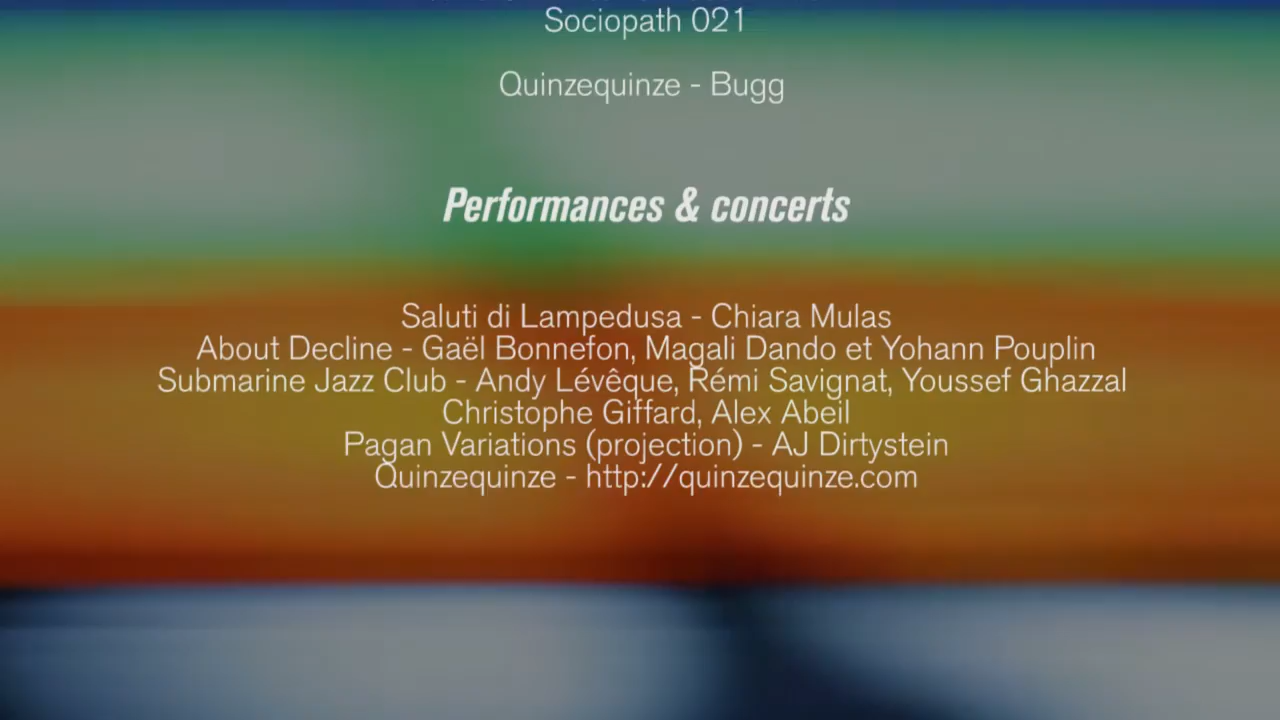 Sociopath 021
Quinzequinze - Bugg
Performances & concerts
Saluti di Lampedusa - Chiara Mulas
About Decline - Gaël Bonnefon, Magali Dando et Yohann Pouplin
Submarine Jazz Club - Andy Lévêque, Rémi Savignat, Youssef Ghazzal
Christophe Giffard, Alex Abeil
Pagan Variations (projection) - AJ Dirtystein
Quinzequinze - http://quinzequinze.com